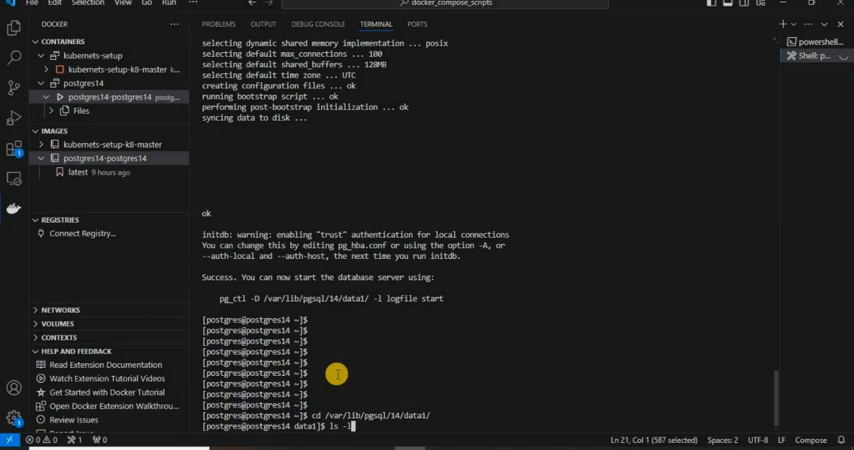 File Edit Selection View Go Run ···
docker_compose_scripts
DOCKER ···
CONTAINERS
kubernets-setup
kubernets-setup-k8-master k...
postgres14
postgres14-postgres14 postg...
Files
IMAGES
kubernets-setup-k8-master
postgres14-postgres14
latest 9 hours ago
REGISTRIES
Connect Registry...
NETWORKS
VOLUMES
CONTEXTS
HELP AND FEEDBACK
Read Extension Documentation
Watch Extension Tutorial Videos
Get Started with Docker Tutorial
Open Docker Extension Walkthrou...
Review Issues
PROBLEMS OUTPUT DEBUG CONSOLE TERMINAL PORTS
selecting dynamic shared memory implementation ... posix
selecting default max_connections ... 100
selecting default shared_buffers ... 128MB
selecting default time zone ... UTC
creating configuration files ... ok
running bootstrap script ... ok
performing post-bootstrap initialization ... ok
syncing data to disk ...
ok
initdb: warning: enabling "trust" authentication for local connections
You can change this by editing pg_hba.conf or using the option -A, or
--auth-local and --auth-host, the next time you run initdb.
Success. You can now start the database server using:
pg_ctl -D /var/lib/pgsql/14/data1/ -l logfile start
[postgres@postgres14 ~]$
[postgres@postgres14 ~]$
[postgres@postgres14 ~]$
[postgres@postgres14 ~]$
[postgres@postgres14 ~]$
[postgres@postgres14 ~]$
[postgres@postgres14 ~]$
[postgres@postgres14 ~]$
[postgres@postgres14 ~]$
[postgres@postgres14 ~]$ cd /var/lib/pgsql/14/data1/
[postgres@postgres14 data1]$ ls -l
powershell...
Shell: p...
0 0 1 0
Ln 21, Col 1 (587 selected) Spaces: 2 UTF-8 LF Compose